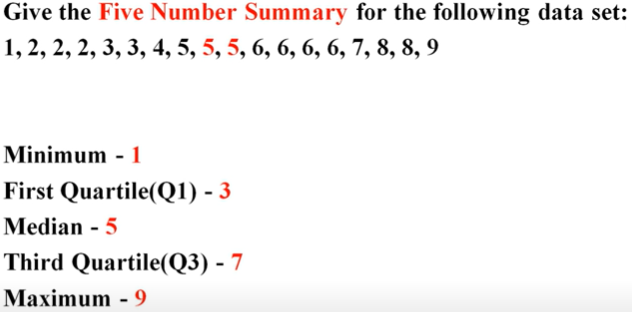 Give the Five Number Summary for the following data set:
1, 2, 2, 2, 3, 3, 4, 5, 5, 5, 6, 6, 6, 6, 7, 8, 8, 9
Minimum - 1
First Quartile(Q1) - 3
Median - 5
Third Quartile(Q3) - 7
Maximum - 9